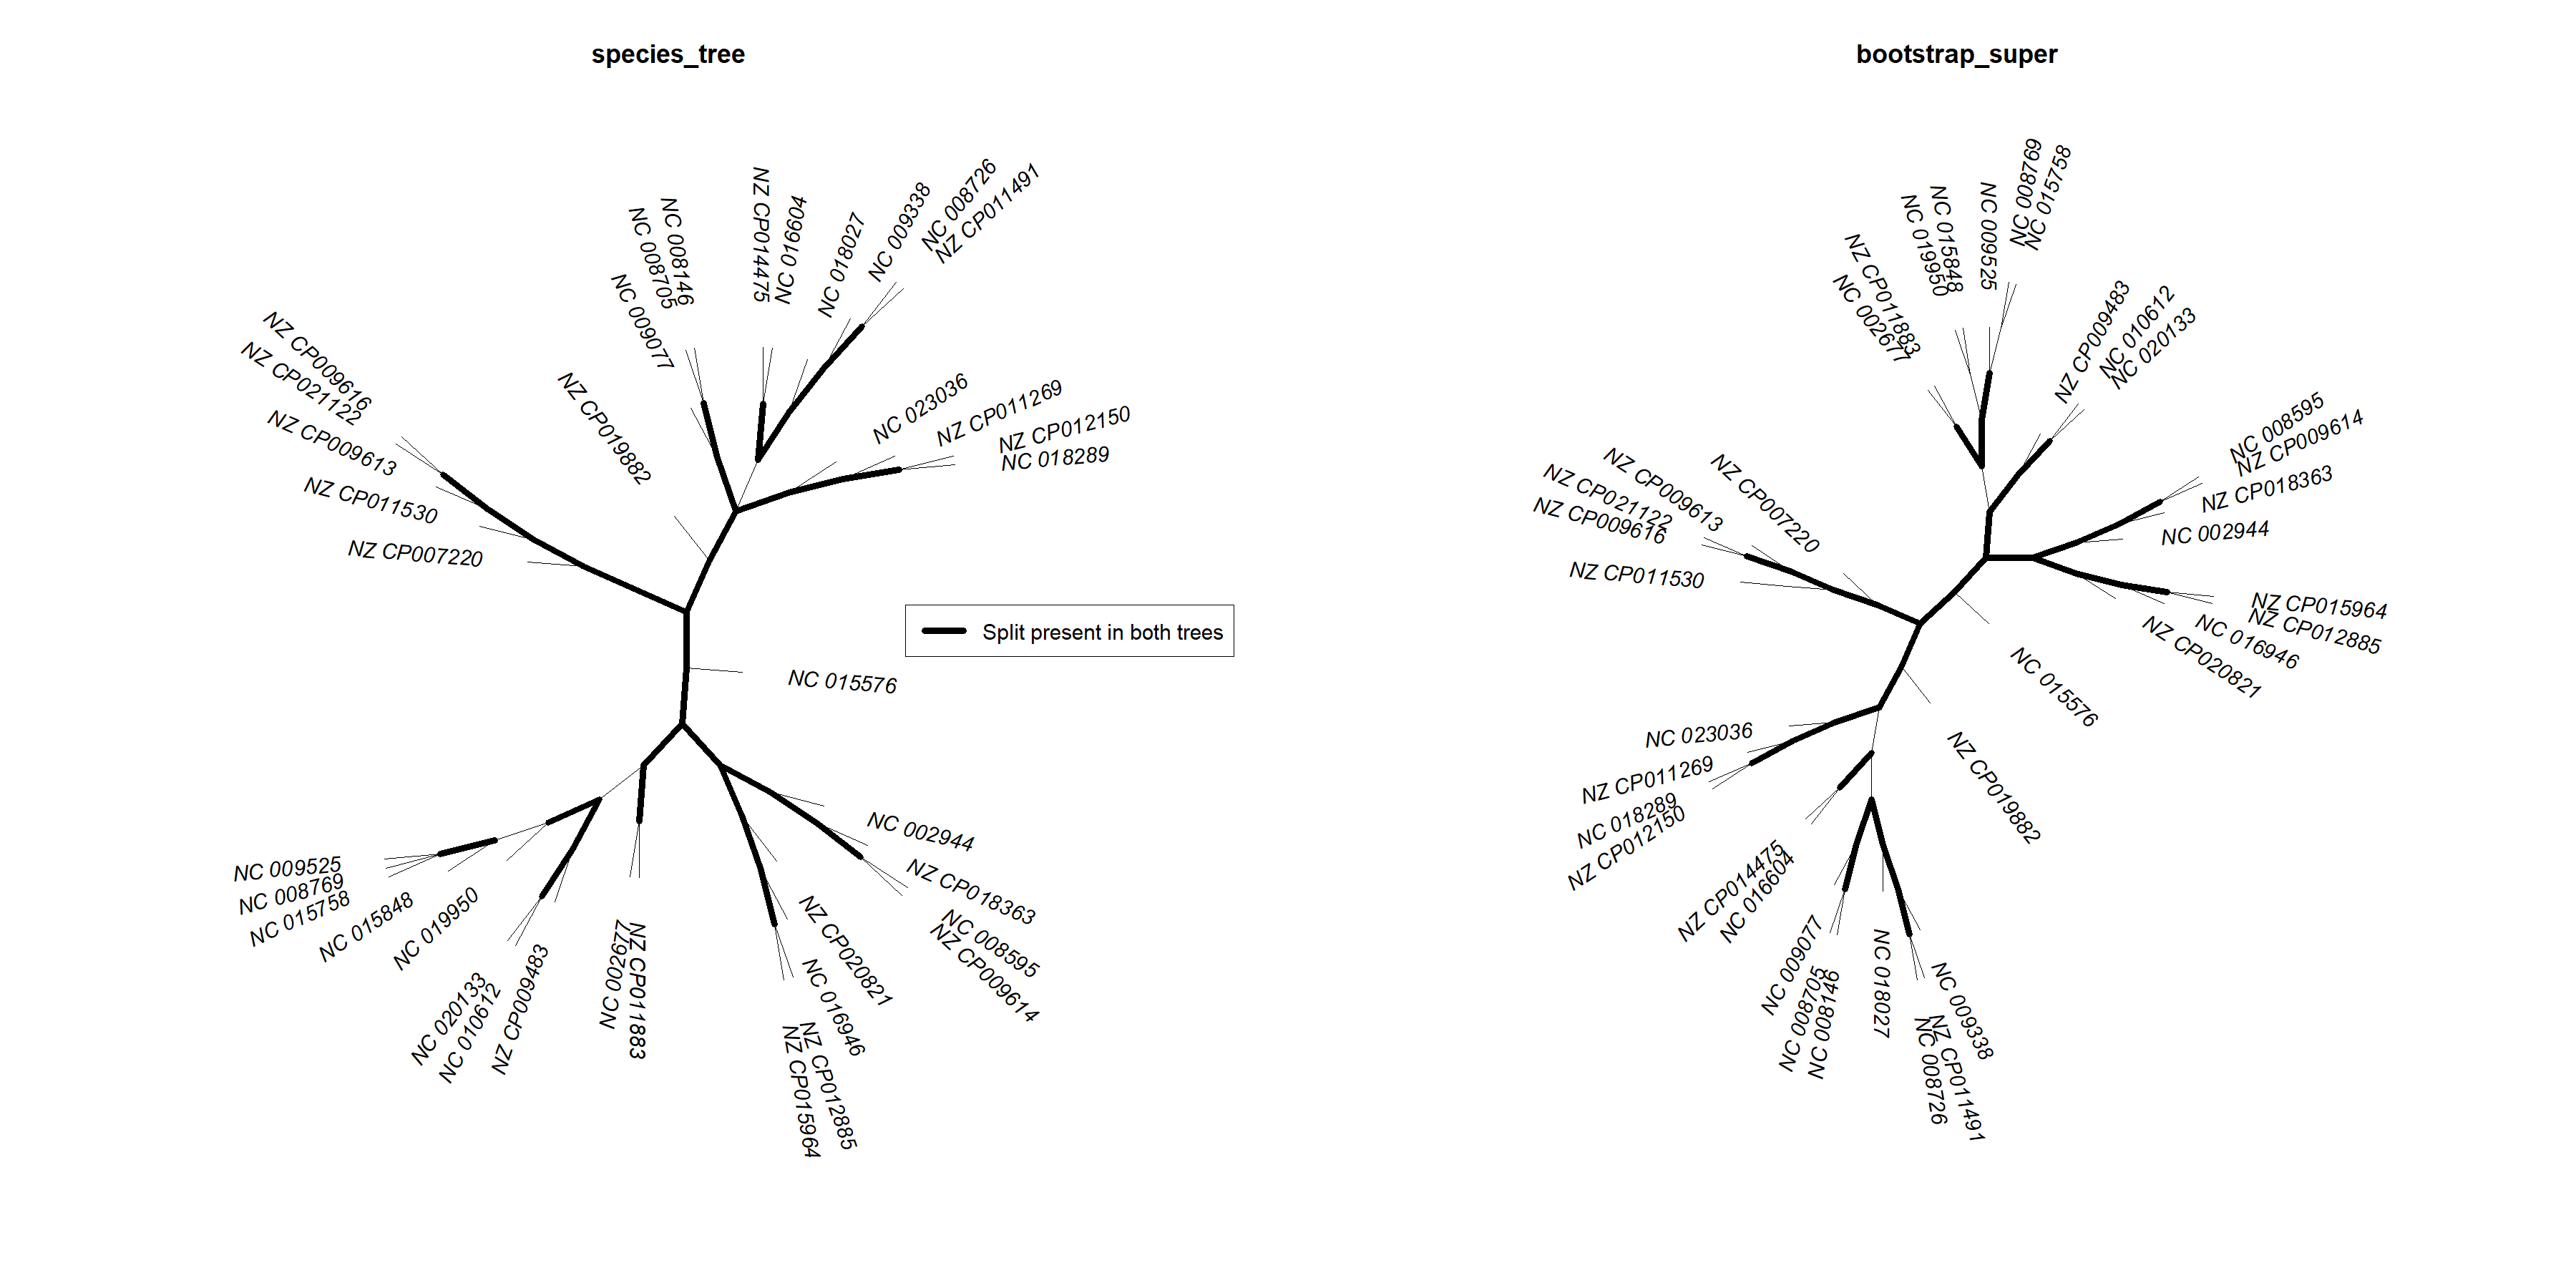 species_tree
NZ CP009616
NZ CP021122
NZ CP009613
NZ CP011530
NZ CP007220
NZ CP019882
NC 009077
NC 008705
NC 008146
NZ CP014475
NC 016604
NC 018027
NC 009338
NC 008726
NZ CP011491
NC 023036
NZ CP011269
NZ CP012150
NC 018289
NC 015576
NC 002944
NZ CP018363
NC 008595
NZ CP009614
NZ CP020821
NC 016946
NZ CP012885
NZ CP015964
NZ CP011883
NC 002677
NZ CP009483
NC 010612
NC 020133
NC 019950
NC 015848
NC 015758
NC 008769
NC 009525
Split present in both trees
bootstrap_super
NC 002677
NZ CP011883
NC 019950
NC 015848
NC 009525
NC 008769
NC 015758
NZ CP009483
NC 010612
NC 020133
NC 008595
NZ CP009614
NZ CP018363
NC 002944
NZ CP015964
NZ CP012885
NC 016946
NZ CP020821
NC 015576
NZ CP019882
NZ CP007220
NZ CP009613
NZ CP021122
NZ CP009616
NZ CP011530
NC 023036
NZ CP011269
NC 018289
NZ CP012150
NZ CP014475
NC 016604
NC 009077
NC 008705
NC 008146
NC 018027
NC 009338
NZ CP011491
NC 008726